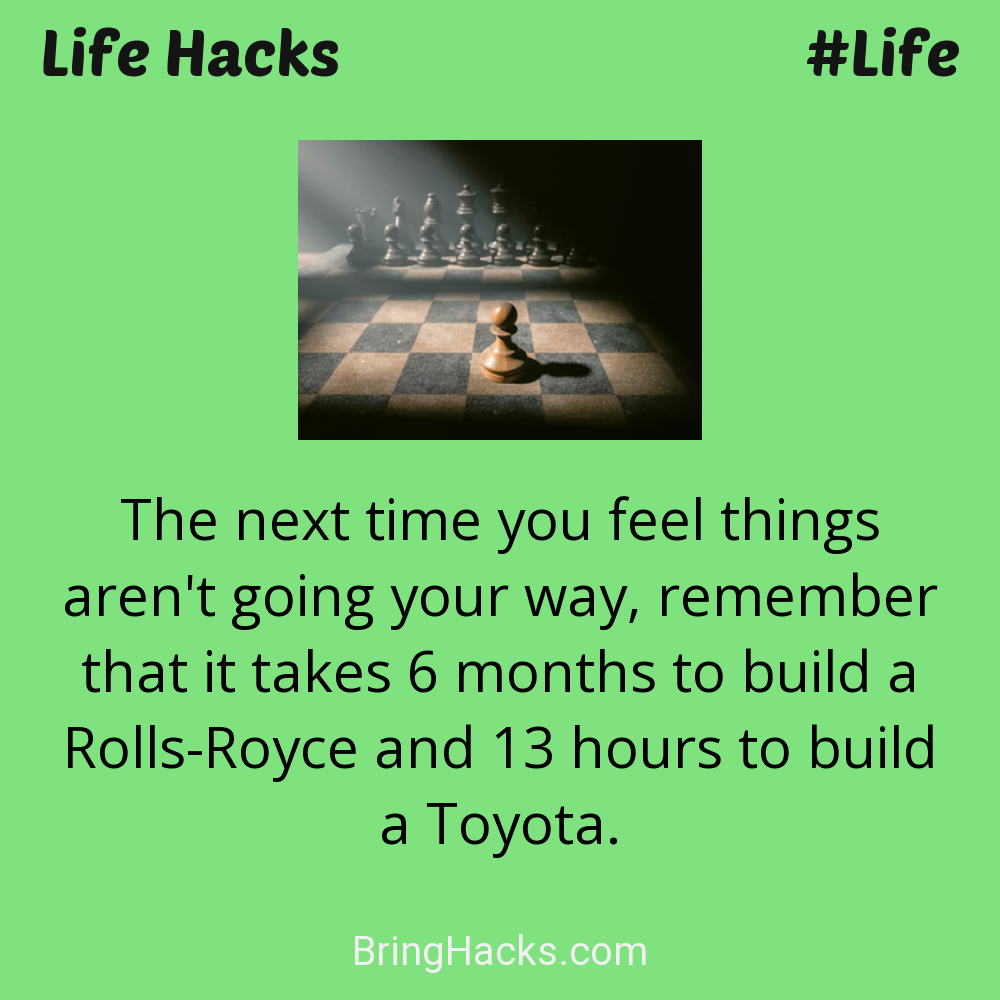 Life Hacks
#Life
The next time you feel things
aren't going your way, remember
that it takes 6 months to build a
Rolls-Royce and 13 hours to build
a Toyota.
BringHacks.com